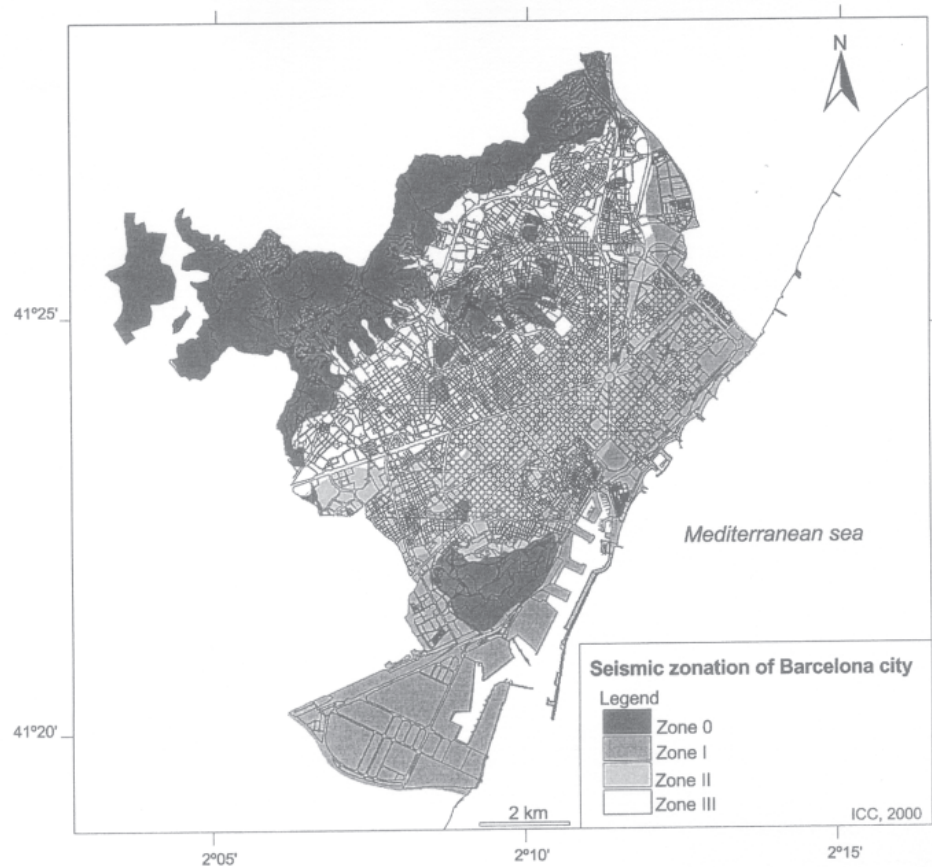 2º05'
2º10'
2º15'
N
41º25'
41º20'
Mediterranean sea
Seismic zonation of Barcelona city
Legend
Zone 0
Zone I
Zone II
Zone III
2 km
ICC, 2000